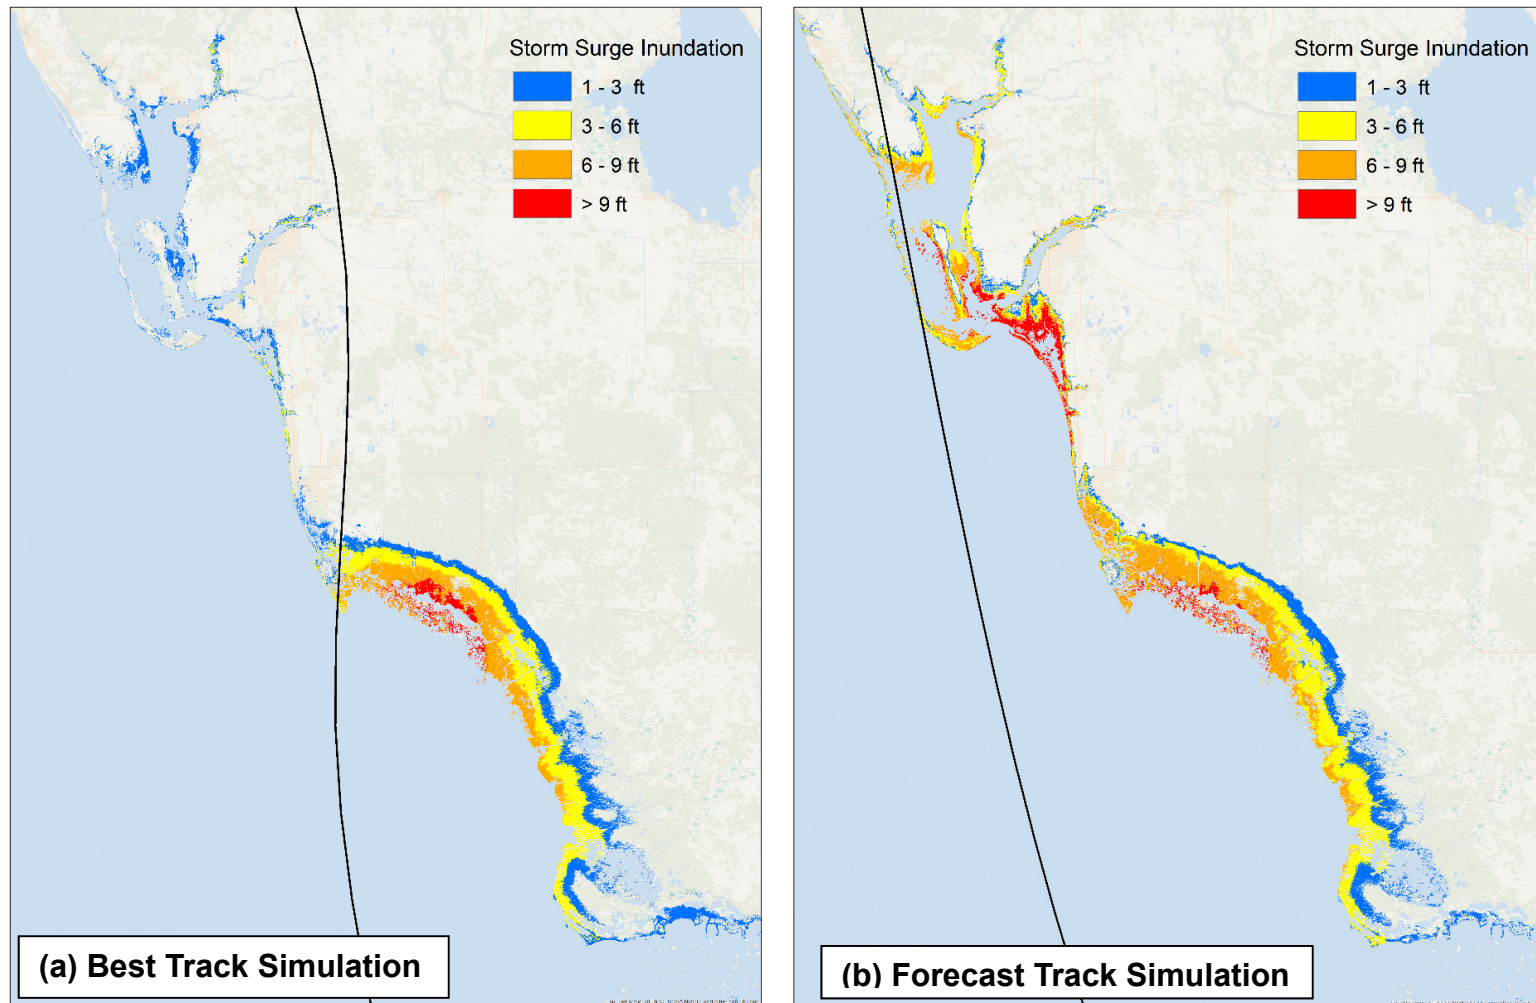 Storm Surge Inundation
1 - 3 ft
3 - 6 ft
6 - 9 ft
> 9 ft
(a) Best Track Simulation
Storm Surge Inundation
1 - 3 ft
3 - 6 ft
6 - 9 ft
> 9 ft
(b) Forecast Track Simulation